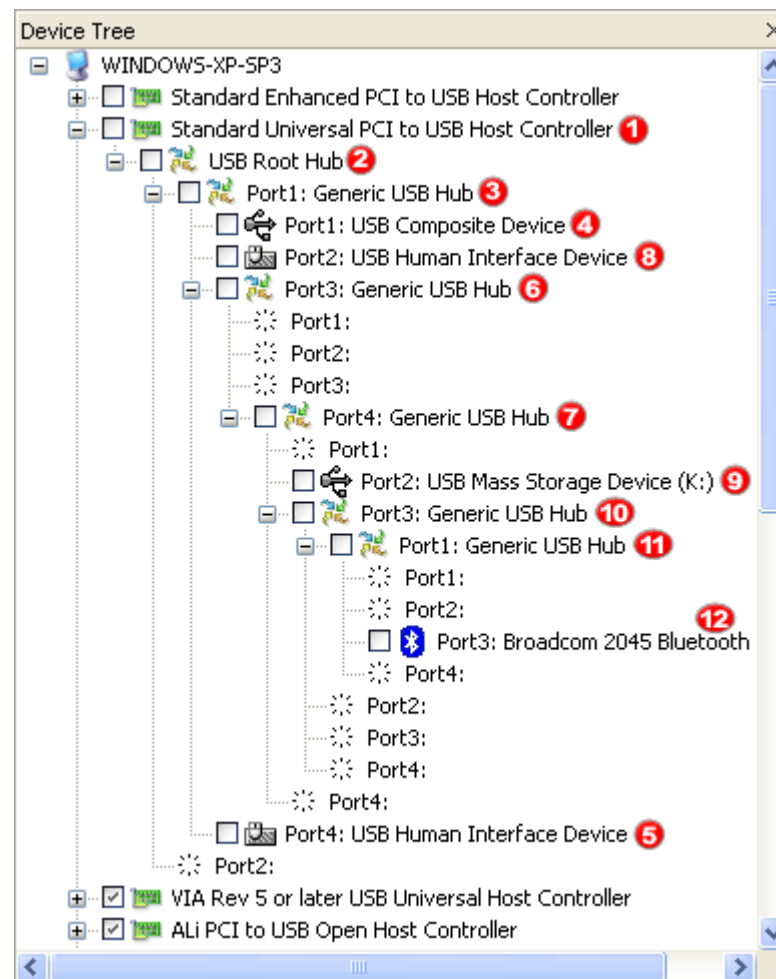 Device Tree
WINDOWS-XP-SP3
Standard Enhanced PCI to USB Host Controller
Standard Universal PCI to USB Host Controller 1
USB Root Hub 2
Port1: Generic USB Hub 3
Port1: USB Composite Device 4
Port2: USB Human Interface Device 8
Port3: Generic USB Hub 6
Port1:
Port2:
Port3:
Port4: Generic USB Hub 7
Port1:
Port2: USB Mass Storage Device (K:) 9
Port3: Generic USB Hub 10
Port1: Generic USB Hub 11
Port1:
Port2:
12
Port3: Broadcom 2045 Bluetooth
Port4:
Port2:
Port3:
Port4:
Port4:
Port4: USB Human Interface Device 5
Port2:
VIA Rev 5 or later USB Universal Host Controller
ALi PCI to USB Open Host Controller